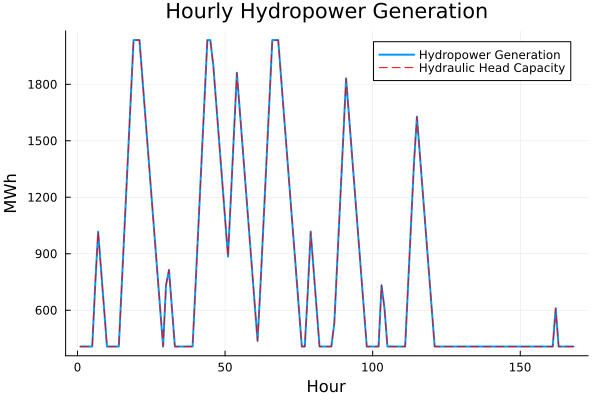 Hourly Hydropower Generation
Hydropower Generation
Hydraulic Head Capacity
MWh
1800
1500
1200
900
600
0 50 100 150
Hour